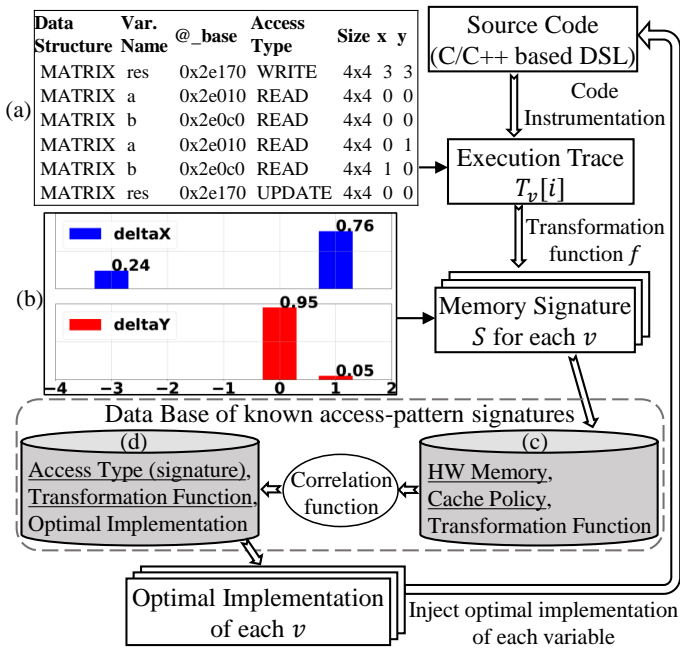 Data Structure Var. Name @_base Access Type Size x y
MATRIX res 0x2e170 WRITE 4x4 3 3
MATRIX a 0x2e010 READ 4x4 0 0
MATRIX b 0x2e0c0 READ 4x4 0 0
MATRIX a 0x2e010 READ 4x4 0 1
MATRIX b 0x2e0c0 READ 4x4 1 0
MATRIX res 0x2e170 UPDATE 4x4 0 0
(a)
Source Code
(C/C++ based DSL)
Code
Instrumentation
Execution Trace
T_v[i]
Transformation
function f
(b)
deltaX
0.24
0.76
deltaY
0.95
0.05
−4 −3 −2 −1 0 1 2
Memory Signature
S for each v
Data Base of known access-pattern signatures
(d)
Access Type (signature),
Transformation Function,
Optimal Implementation
Correlation
function
(c)
HW Memory,
Cache Policy,
Transformation Function
Optimal Implementation
of each v
Inject optimal implementation
of each variable